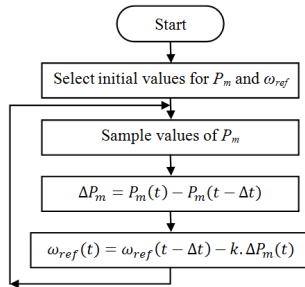 Start
Select initial values for P_m and ω_ref
Sample values of P_m
ΔP_m = P_m(t) − P_m(t − Δt)
ω_ref(t) = ω_ref(t − Δt) − k. ΔP_m(t)